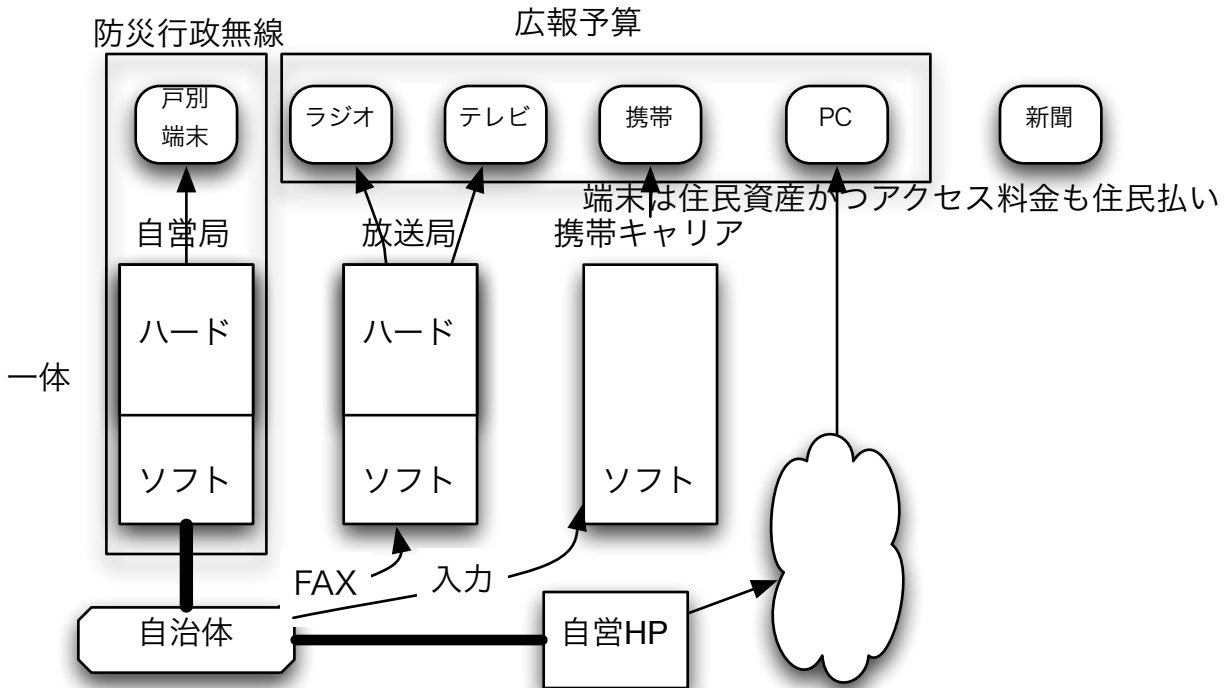 防災行政無線
広報予算
戸別
端末
ラジオ
テレビ
携帯
PC
新聞
端末は住民資産かつアクセス料金も住民払い
自営局
放送局
携帯キャリア
ハード
ハード
一体
ソフト
ソフト
ソフト
FAX
入力
自治体
自営HP